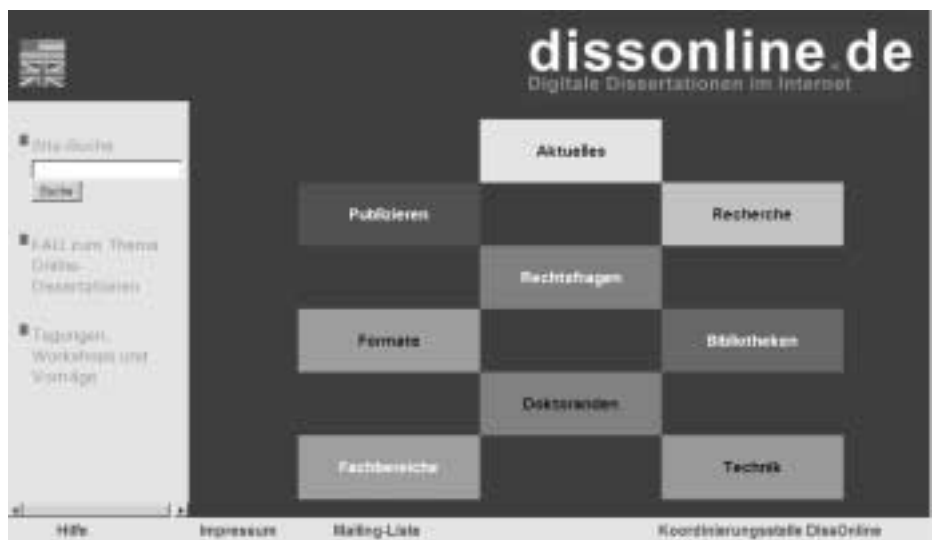 dissonline.de
Digitale Dissertationen im Internet
Site-Suche
Suche
Aktuelles
Publizieren
Recherche
zum Thema
Online-
Dissertationen
Rechtsfragen
Tagungen,
Workshops und
Vorträge
Formate
Bibliotheken
Doktoranden
Fachbereiche
Technik
Hilfe
Impressum
Mailing-Liste
Koordinierungsstelle DissOnline